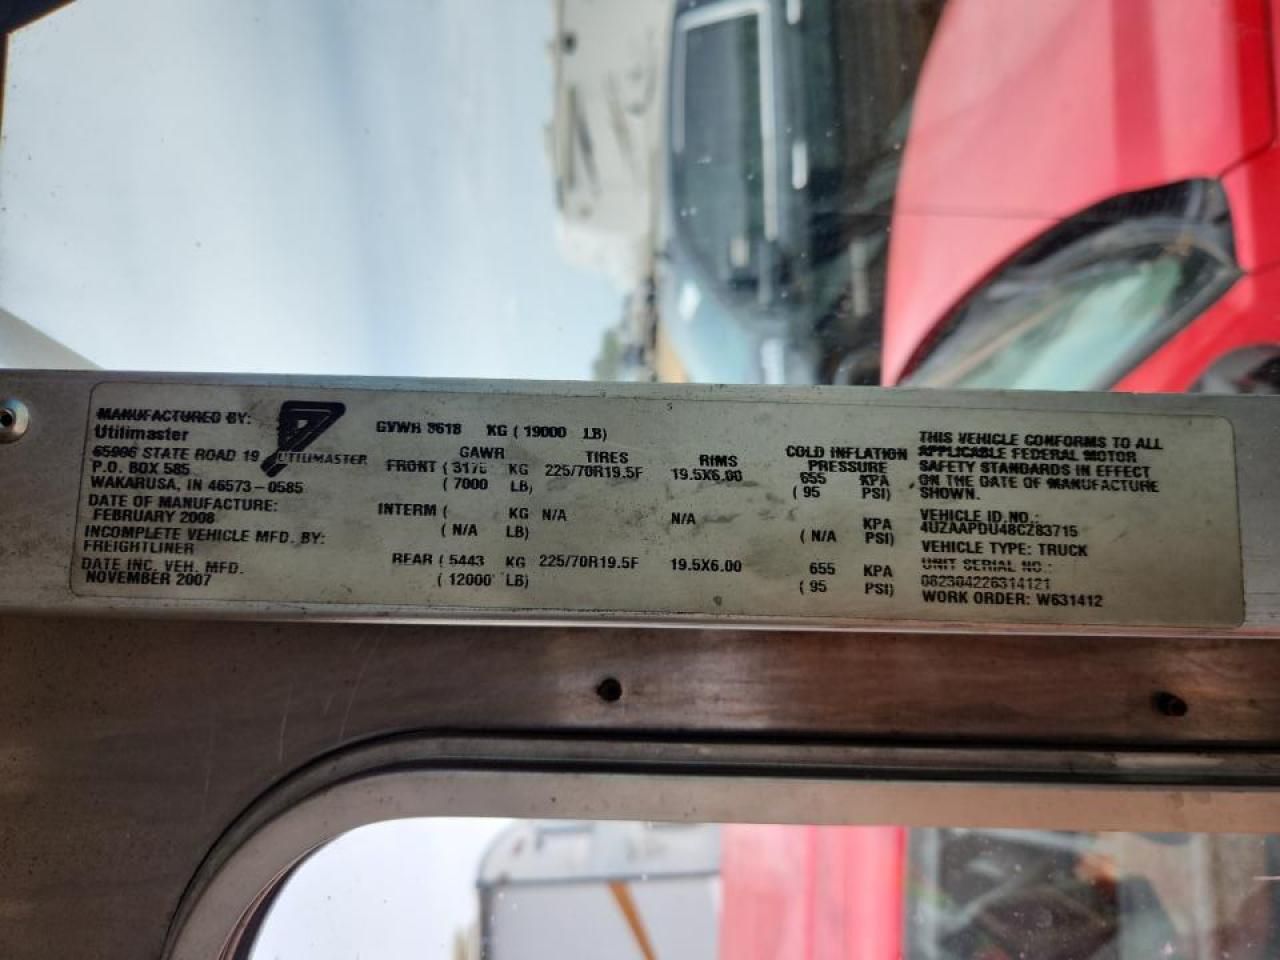 MANUFACTURED BY:
Utilimaster
65906 STATE ROAD 19
P.O. BOX 585
WAKARUSA, IN 46573-0585
DATE OF MANUFACTURE:
FEBRUARY 2008
INCOMPLETE VEHICLE MFD. BY:
FREIGHTLINER
DATE INC. VEH. MFD.
NOVEMBER 2007
UTILIMASTER
GVWR 8618 KG ( 19000 LB)
GAWR TIRES RIMS COLD INFLATION PRESSURE
FRONT ( 3175 KG 225/70R19.5F 19.5X6.00 655 KPA
( 7000 LB) ( 95 PSI)
INTERM ( KG N/A N/A KPA
( N/A LB) ( N/A PSI)
REAR ( 5443 KG 225/70R19.5F 19.5X6.00 655 KPA
( 12000 LB) ( 95 PSI)
THIS VEHICLE CONFORMS TO ALL
APPLICABLE FEDERAL MOTOR
SAFETY STANDARDS IN EFFECT
ON THE DATE OF MANUFACTURE
SHOWN.
VEHICLE ID NO.:
4UZAAPDU48CZ83715
VEHICLE TYPE: TRUCK
UNIT SERIAL NO.:
082304226314121
WORK ORDER: W631412